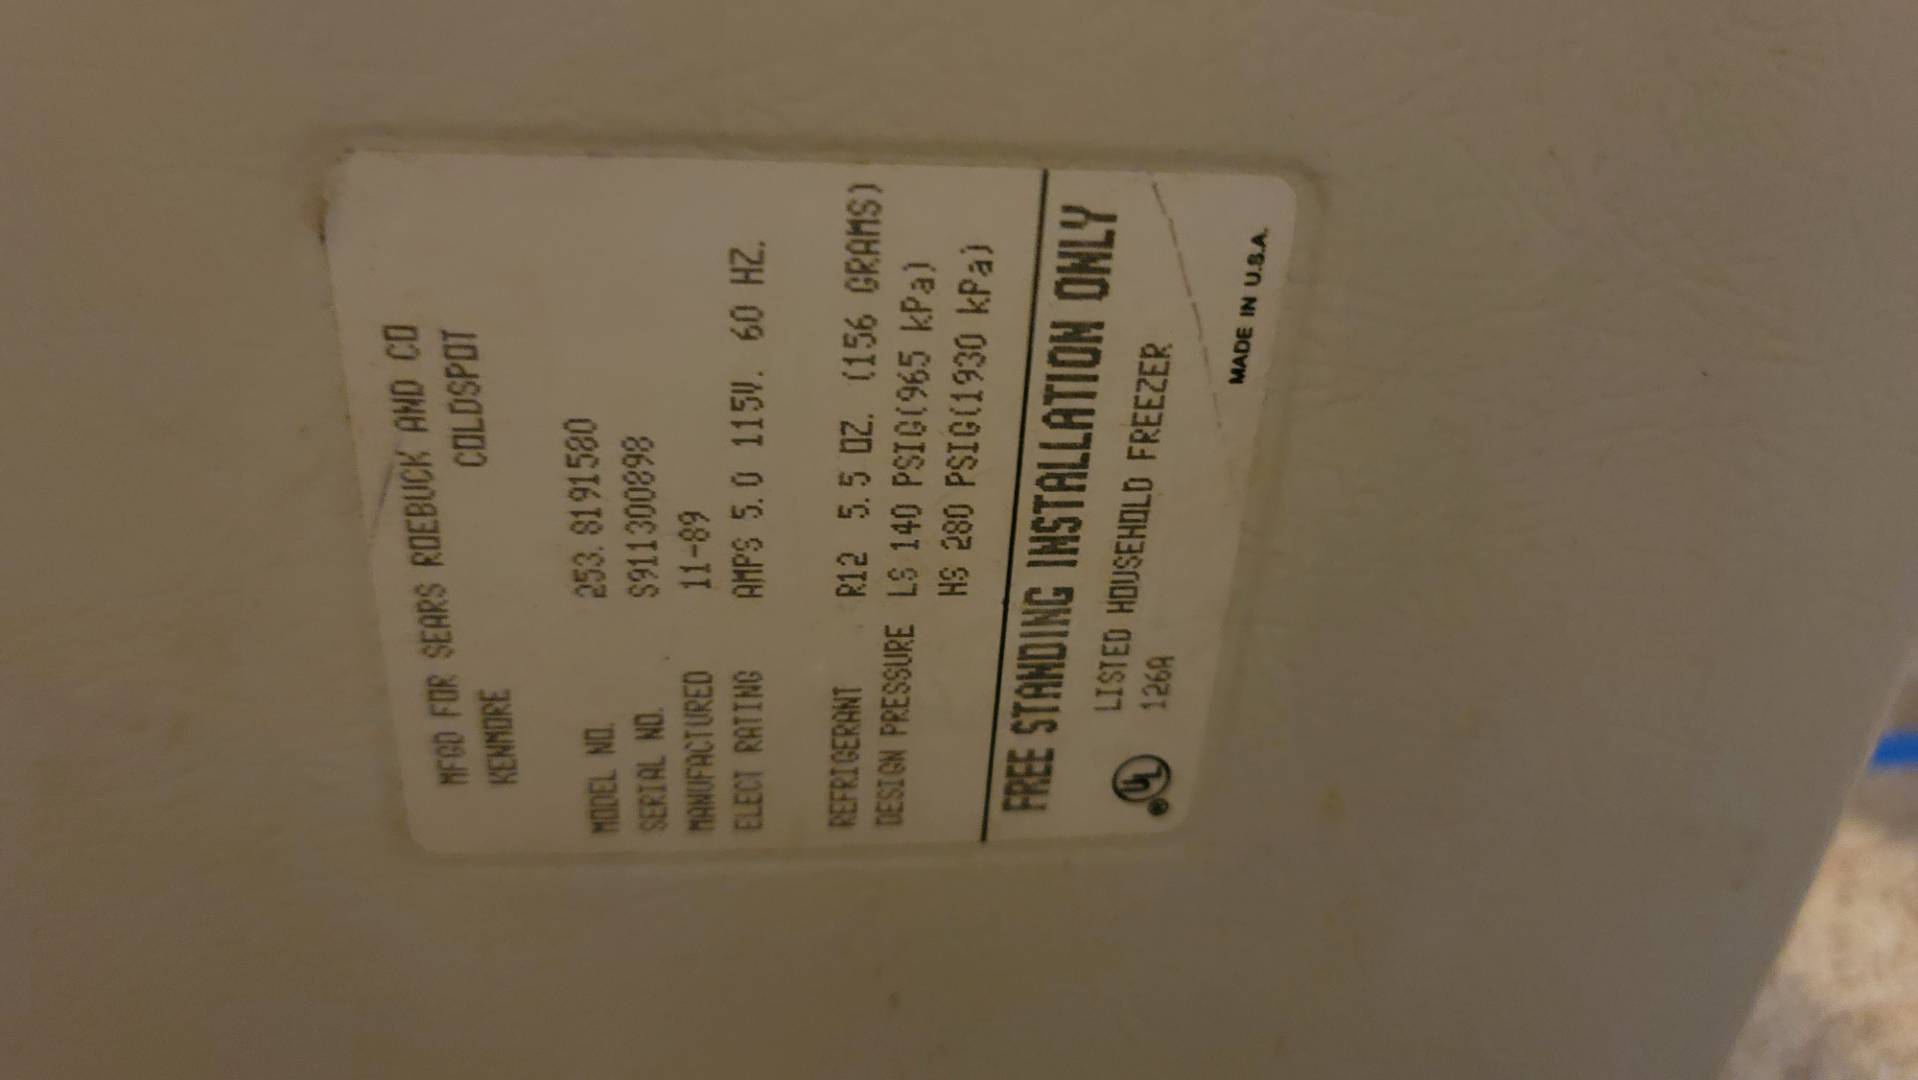 MFGD FOR SEARS ROEBUCK AND CO
KENMORE COLDSPOT
MODEL NO. 253.8191580
SERIAL NO. S911300898
MANUFACTURED 11-89
ELECT RATING AMPS 5.0 115V. 60 HZ.
REFRIGERANT R12 5.5 OZ. (156 GRAMS)
DESIGN PRESSURE LS 140 PSIG(965 kPa)
HS 280 PSIG(1930 kPa)
FREE STANDING INSTALLATION ONLY
UL® LISTED HOUSEHOLD FREEZER
126A
MADE IN U.S.A.